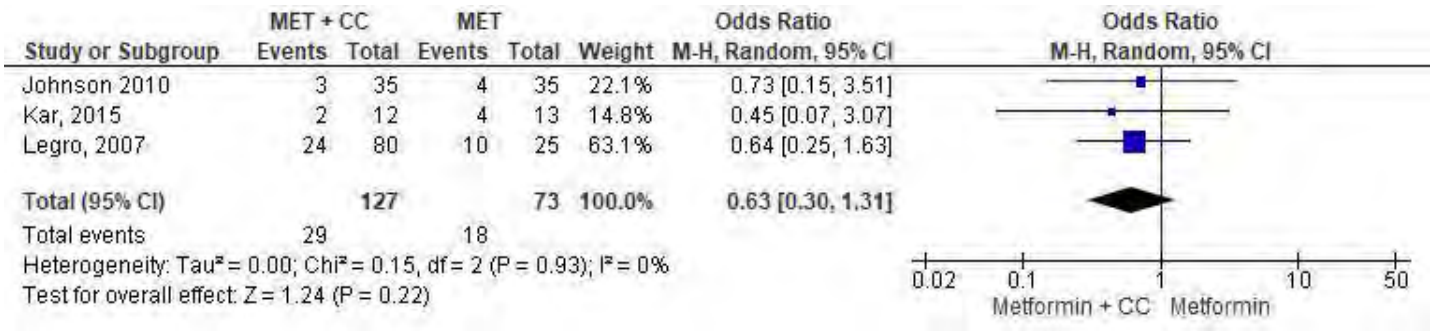 MET + CC MET Odds Ratio Odds Ratio
Study or Subgroup Events Total Events Total Weight M-H, Random, 95% CI M-H, Random, 95% CI
Johnson 2010 3 35 4 35 22.1% 0.73 [0.15, 3.51]
Kar, 2015 2 12 4 13 14.8% 0.45 [0.07, 3.07]
Legro, 2007 24 80 10 25 63.1% 0.64 [0.25, 1.63]
Total (95% CI) 127 73 100.0% 0.63 [0.30, 1.31]
Total events 29 18
Heterogeneity: Tau² = 0.00; Chi² = 0.15, df = 2 (P = 0.93); I² = 0%
Test for overall effect: Z = 1.24 (P = 0.22)
0.02 0.1 1 10 50
Metformin + CC Metformin